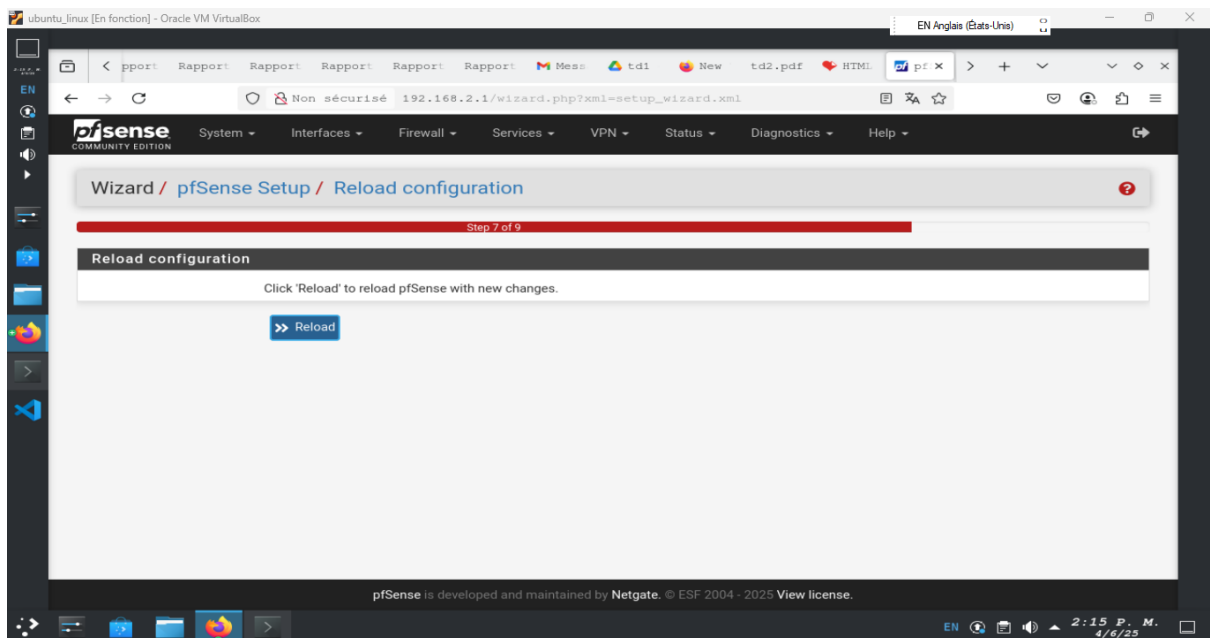 ubuntu_linux [En fonction] - Oracle VM VirtualBox
EN Anglais (États-Unis)
pport Rapport Rapport Rapport Rapport Rapport Mess td1 New td2.pdf HTML pf
EN
Non sécurisé 192.168.2.1/wizard.php?xml=setup_wizard.xml
pfsense
COMMUNITY EDITION
System Interfaces Firewall Services VPN Status Diagnostics Help
Wizard / pfSense Setup / Reload configuration
Step 7 of 9
Reload configuration
Click 'Reload' to reload pfSense with new changes.
Reload
pfSense is developed and maintained by Netgate. © ESF 2004 - 2025 View license.
EN 2:15 P. M.
4/6/25